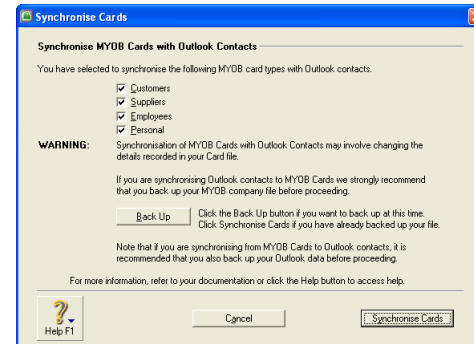 Synchronise Cards
Synchronise MYOB Cards with Outlook Contacts
You have selected to synchronise the following MYOB card types with Outlook contacts.
Customers
Suppliers
Employees
Personal
WARNING: Synchronisation of MYOB Cards with Outlook Contacts may involve changing the
details recorded in your Card file.
If you are synchronising Outlook contacts to MYOB Cards we strongly recommend
that you back up your MYOB company file before proceeding.
Back Up Click the Back Up button if you want to back up at this time.
Click Synchronise Cards if you have already backed up your file.
Note that if you are synchronising from MYOB Cards to Outlook contacts, it is
recommended that you also back up your Outlook data before proceeding.
For more information, refer to your documentation or click the Help button to access help.
Help F1 Cancel Synchronise Cards